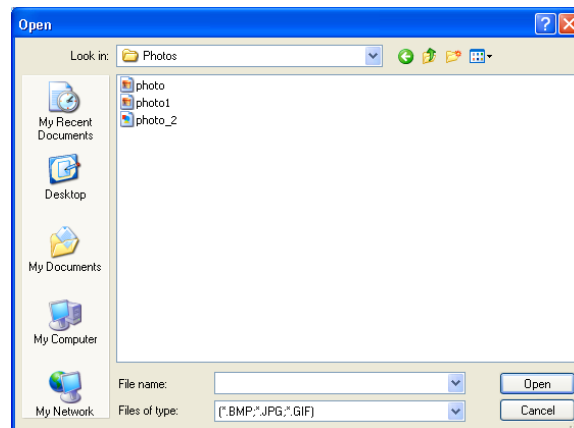 Open
Look in: Photos
photo
photo1
photo_2
My Recent
Documents
Desktop
My Documents
My Computer
My Network
File name:
Open
Files of type: (*.BMP;*.JPG;*.GIF)
Cancel